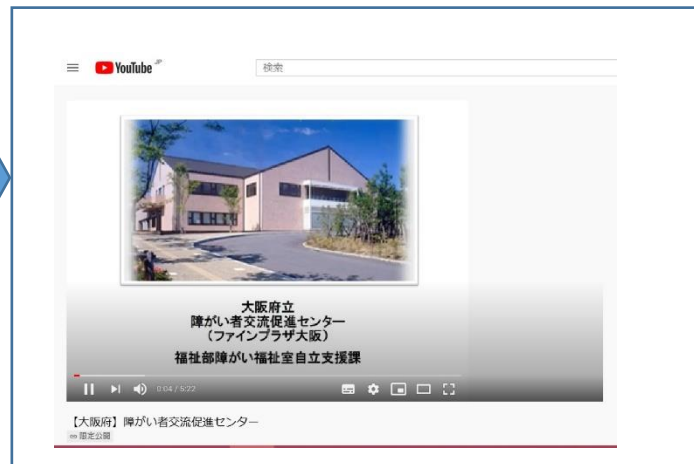 YouTube JP
検索
大阪府立
障がい者交流促進センター
（ファインプラザ大阪）
福祉部障がい福祉室自立支援課
0:04 / 5:22
【大阪府】障がい者交流促進センター
限定公開